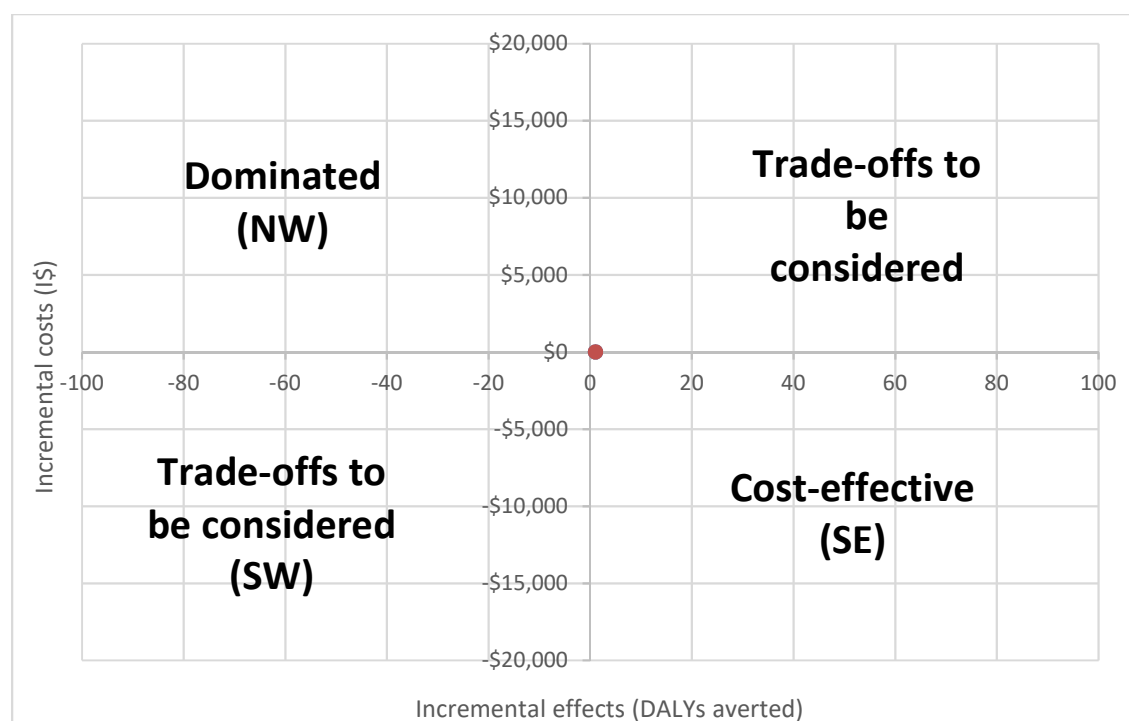 $20,000
$15,000
Dominated
(NW)
Trade-offs to
be
considered
$10,000
$5,000
Incremental costs (I$)
$0
-100 -80 -60 -40 -20 0 20 40 60 80 100
-$5,000
Trade-offs to
be considered
(SW)
Cost-effective
(SE)
-$10,000
-$15,000
-$20,000
Incremental effects (DALYs averted)